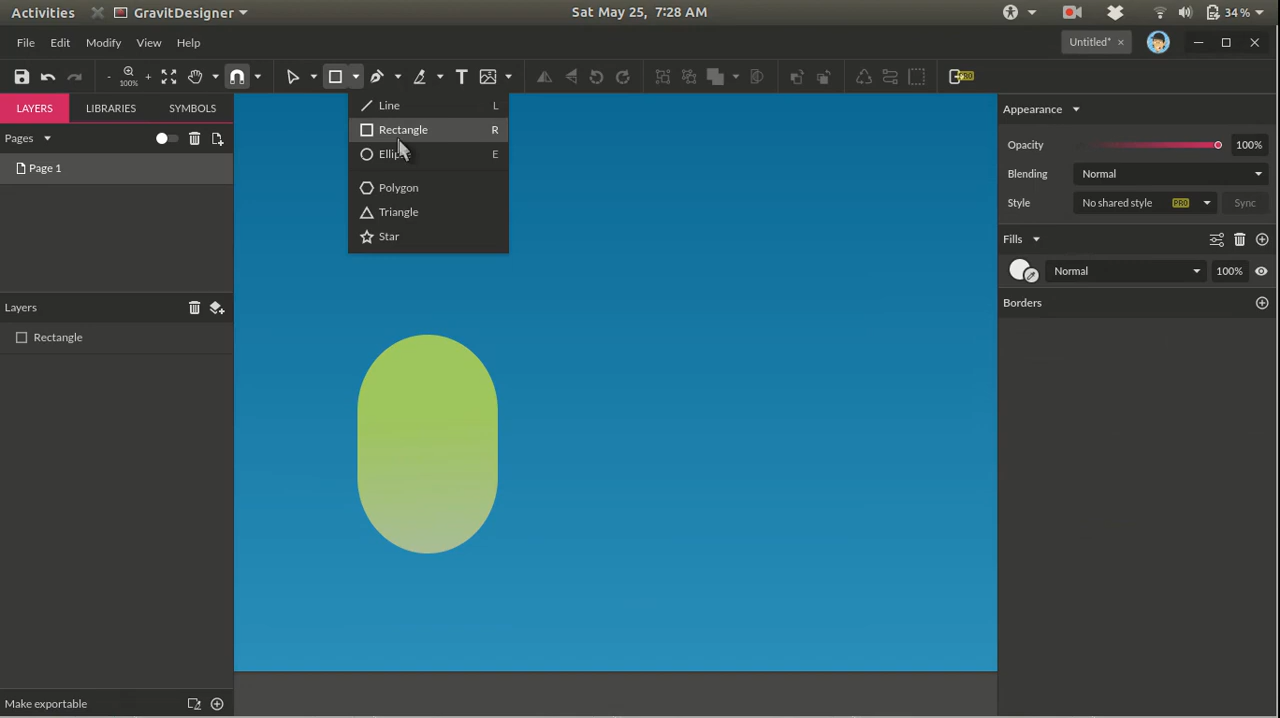 Activities GravitDesigner Sat May 25, 7:28 AM 34 %
File Edit Modify View Help Untitled*
- 100% + T PRO
LAYERS LIBRARIES SYMBOLS
Pages
Page 1
Layers
Rectangle
Make exportable
Line L
Rectangle R
E
Polygon
Triangle
Star
Appearance
Opacity 100%
Blending Normal
Style No shared style PRO Sync
Fills
Normal 100%
Borders